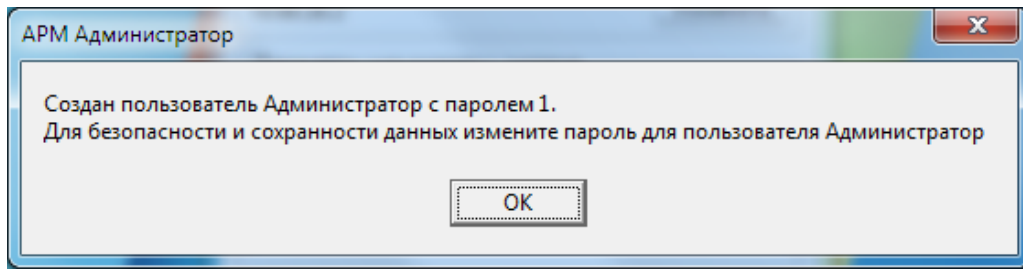 АРМ Администратор
Создан пользователь Администратор с паролем 1.
Для безопасности и сохранности данных измените пароль для пользователя Администратор
OK